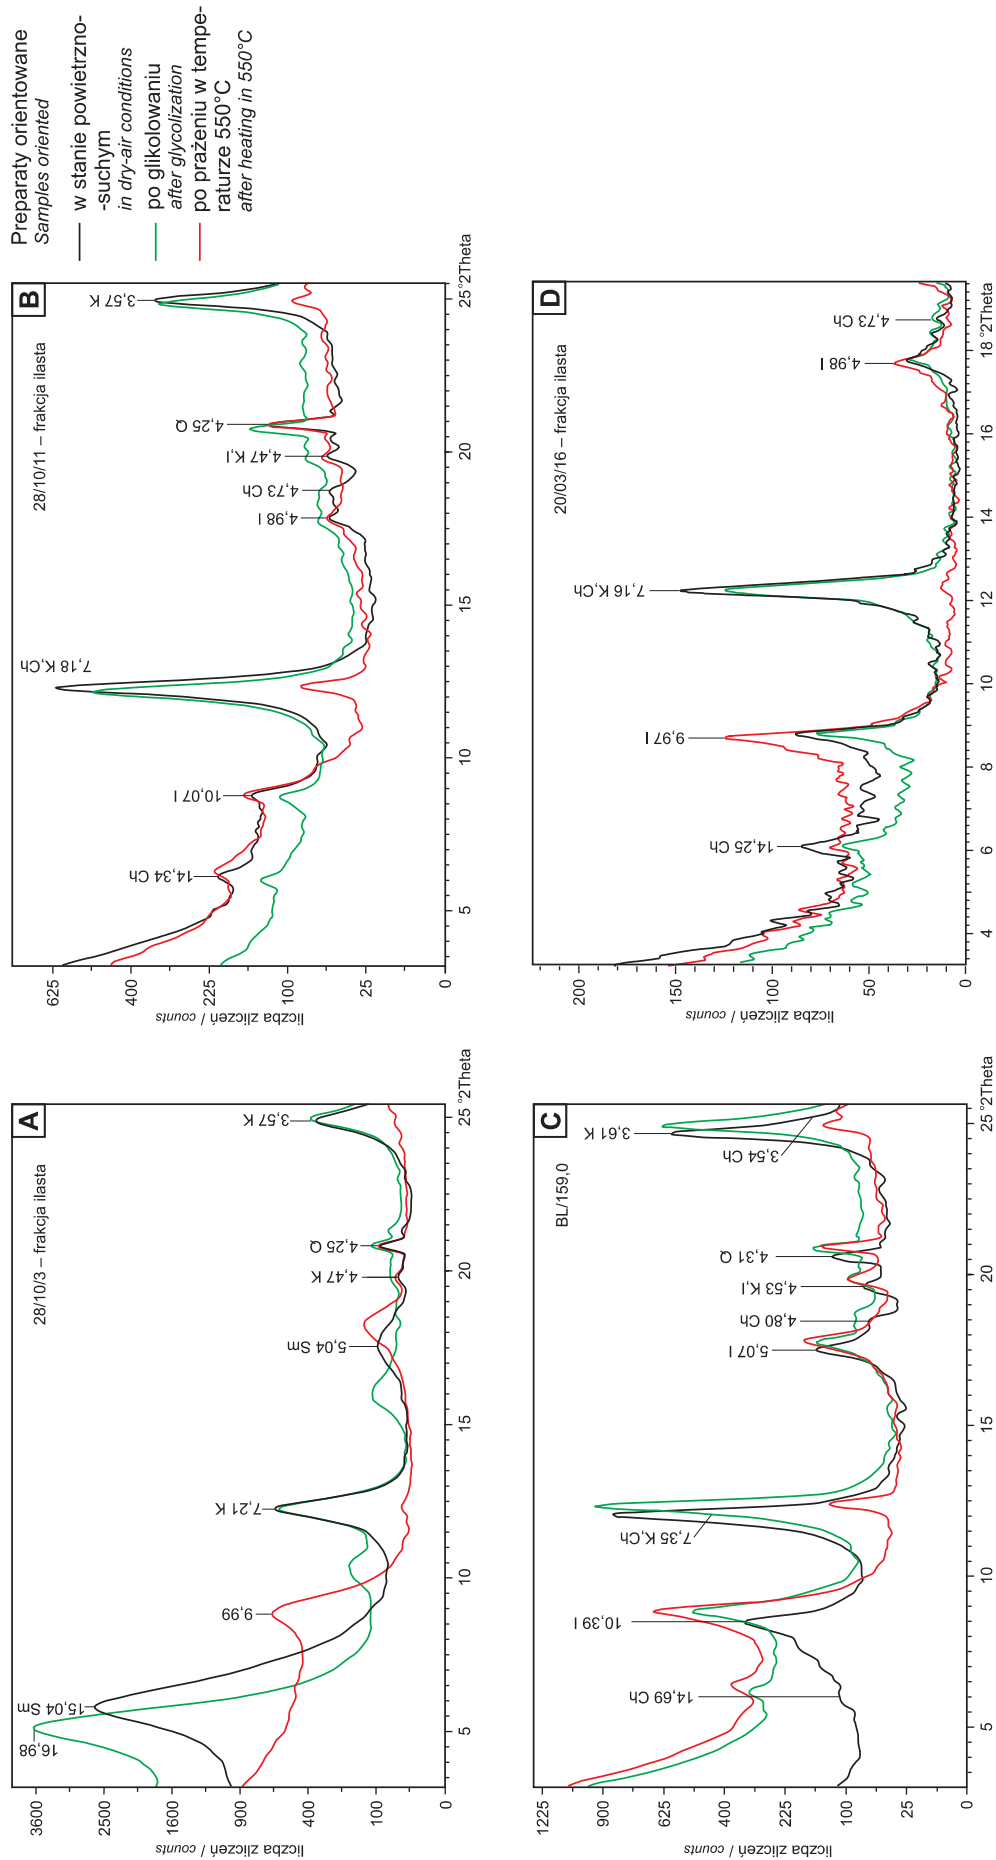 Preparaty orientowane
Samples oriented
w stanie powietrzno-
-suchym
in dry-air conditions
po glikolowaniu
after glycolization
po prażeniu w tempe-
raturze 550°C
after heating in 550°C
A
28/10/3 – frakcja ilasta
16,98
15,04 Sm
9,99
7,21 K
5,04 Sm
4,47 K
4,25 Q
3,57 K
liczba zliczeń / counts
3600
1600
900
400
100
0
5
10
15
20
25
°2Theta
B
28/10/11 – frakcja ilasta
14,34 Ch
10,07 I
7,18 K,Ch
4,98 I
4,73 Ch
4,47 K,I
4,25 Q
3,57 K
liczba zliczeń / counts
625
400
225
100
25
0
5
10
15
20
25
°2Theta
C
BL/159,0
14,69 Ch
10,39 I
7,35 K,Ch
5,07 I
4,80 Ch
4,53 K,I
4,31 Q
3,54 Ch
3,61 K
liczba zliczeń / counts
1225
900
625
400
2225
100
25
0
5
10
15
20
25
°2Theta
D
20/03/16 – frakcja ilasta
14,25 Ch
9,97 I
7,16 K,Ch
4,98 I
4,73 Ch
liczba zliczeń / counts
200
150
100
50
0
4
6
8
10
12
14
16
18
°2Theta